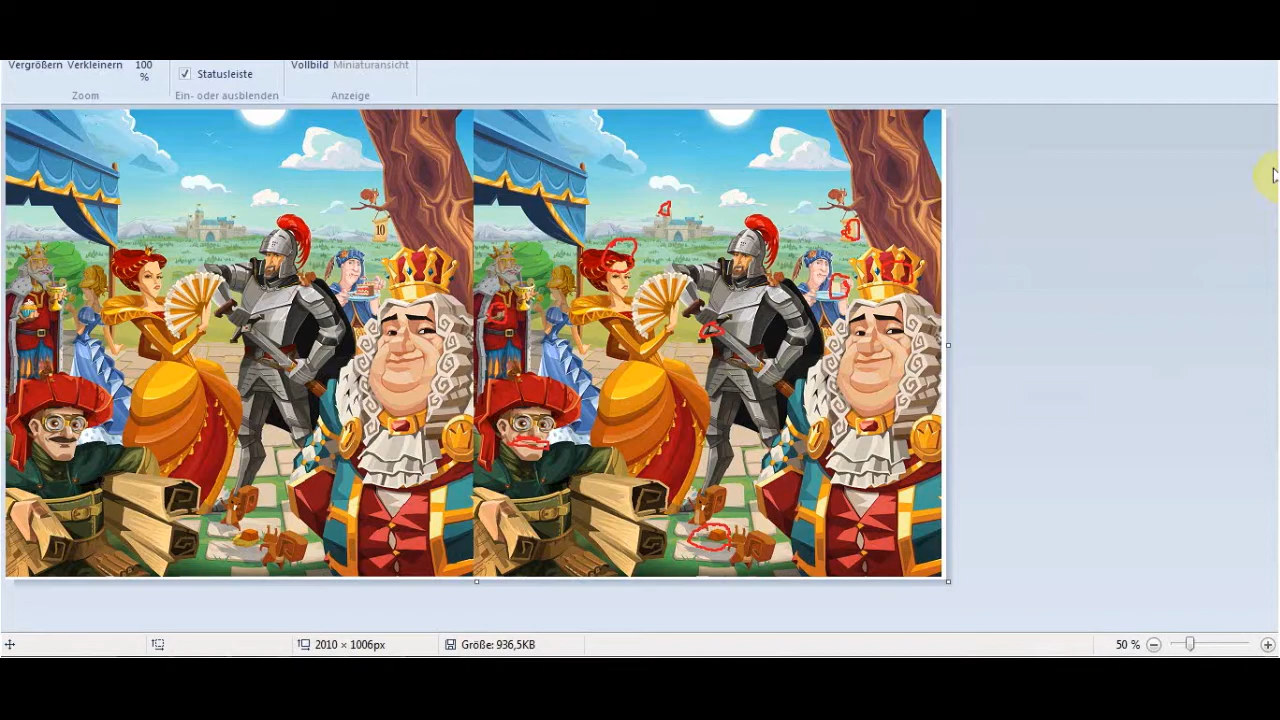 Vergrößern Verkleinern 100 %
Vollbild Miniaturansicht
Statusleiste
Zoom
Ein- oder ausblenden
Anzeige
10
2010 × 1006px
Größe: 936,5KB
50 %